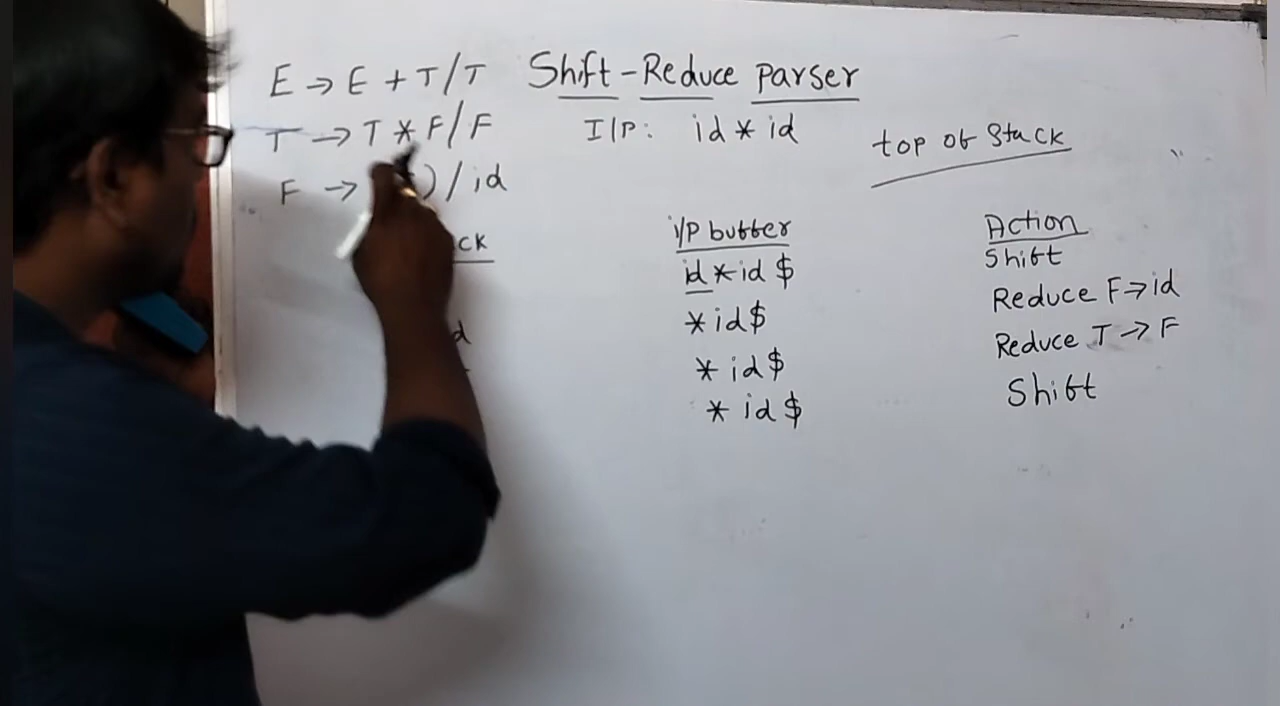 E → E + T / T Shift - Reduce parser
T → T * F / F I/P: id * id
top of Stack
F → ) / id
ck i/p buffer Action
id * id $ Shift
* id $ Reduce F → id
* id $ Reduce T → F
* id $ Shift